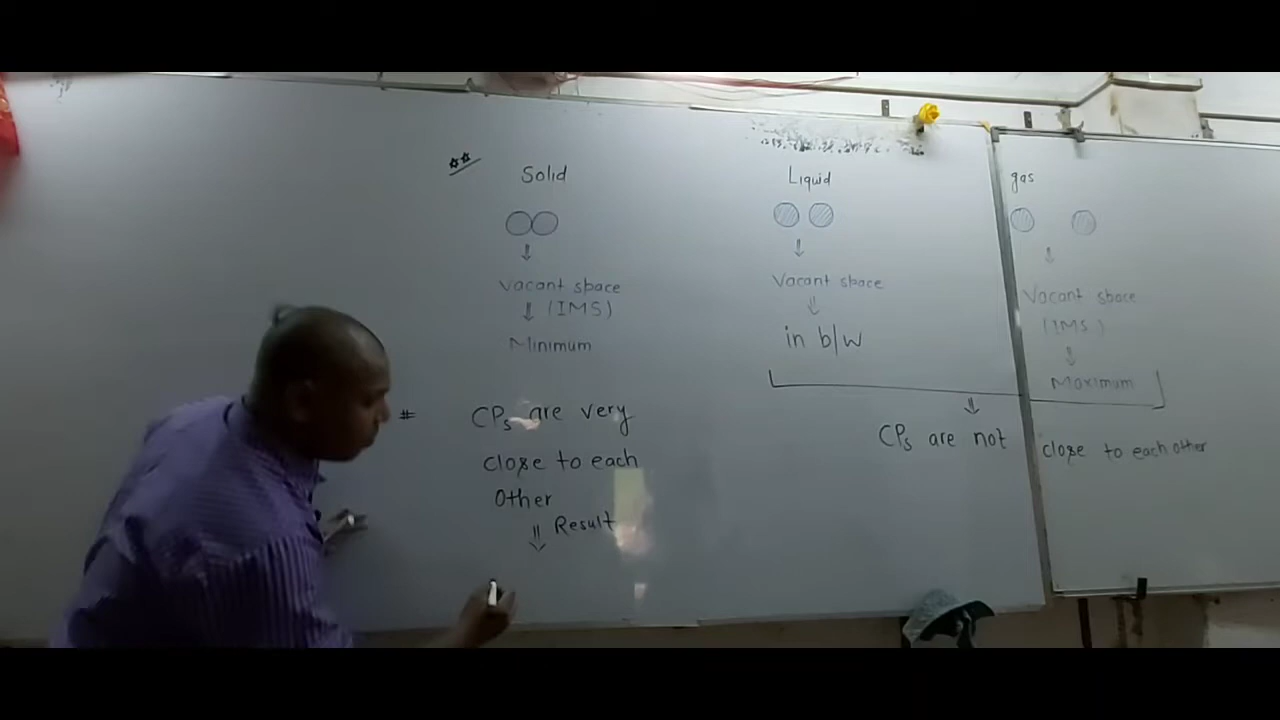 ** Solid
Vacant space
⇓ (IMS)
Minimum
# CPs are very
close to each
Other
⇓ Result
Liquid
Vacant space
⇓
in b/w
gas
Vacant space
(IMS)
⇓
Maximum
⇓
CPs are not close to each other